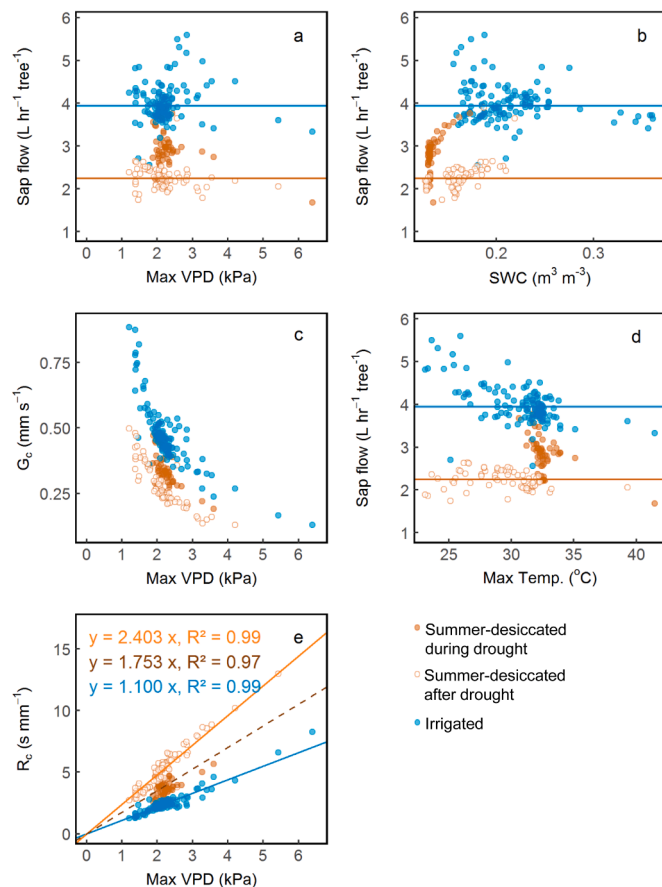 a
Sap flow (L hr⁻¹ tree⁻¹)
6
5
4
3
2
1
0 1 2 3 4 5 6
Max VPD (kPa)
b
Sap flow (L hr⁻¹ tree⁻¹)
6
5
4
3
2
1
0.2 0.3
SWC (m³ m⁻³)
c
G_c (mm s⁻¹)
0.75
0.50
0.25
0 1 2 3 4 5 6
Max VPD (kPa)
d
Sap flow (L hr⁻¹ tree⁻¹)
6
5
4
3
2
1
25 30 35 40
Max Temp. (°C)
e
y = 2.403 x, R² = 0.99
y = 1.753 x, R² = 0.97
y = 1.100 x, R² = 0.99
R_c (s mm⁻¹)
15
10
5
0
0 1 2 3 4 5 6
Max VPD (kPa)
Summer-desiccated
during drought
Summer-desiccated
after drought
Irrigated